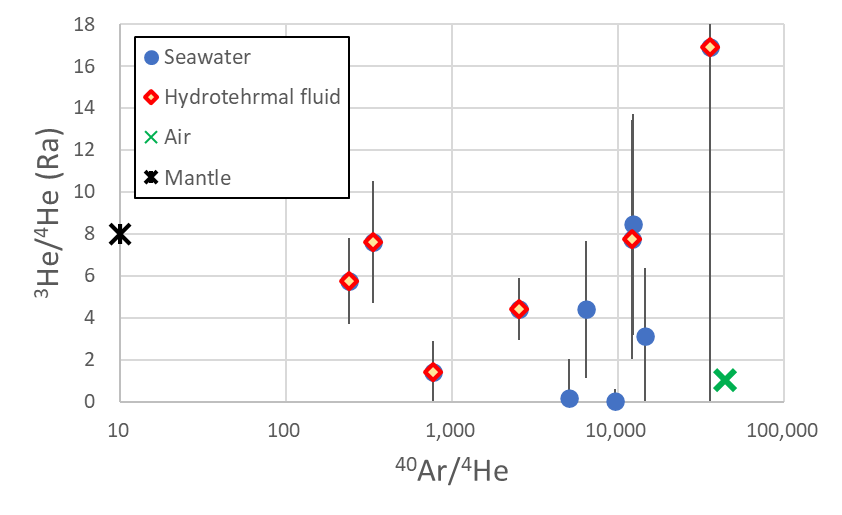 18
16
14
12
10
8
6
4
2
0
³He/⁴He (Ra)
Seawater
Hydrotehrmal fluid
Air
Mantle
10 100 1,000 10,000 100,000
⁴⁰Ar/⁴He